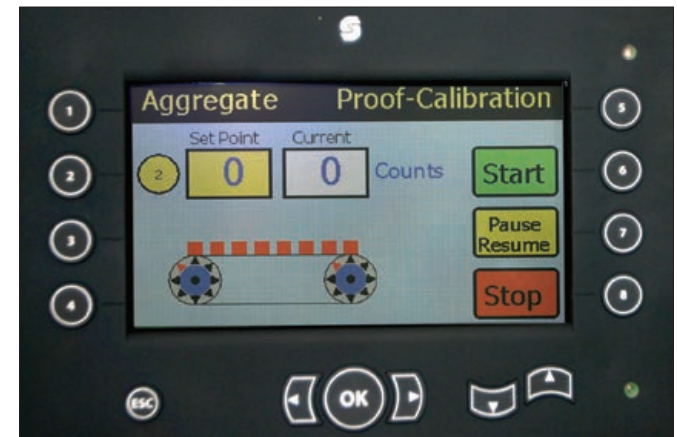 S
Aggregate Proof-Calibration
1
5
Set Point Current
2
2
0
0
Counts
Start
6
3
Pause
Resume
7
4
Stop
8
ESC
OK